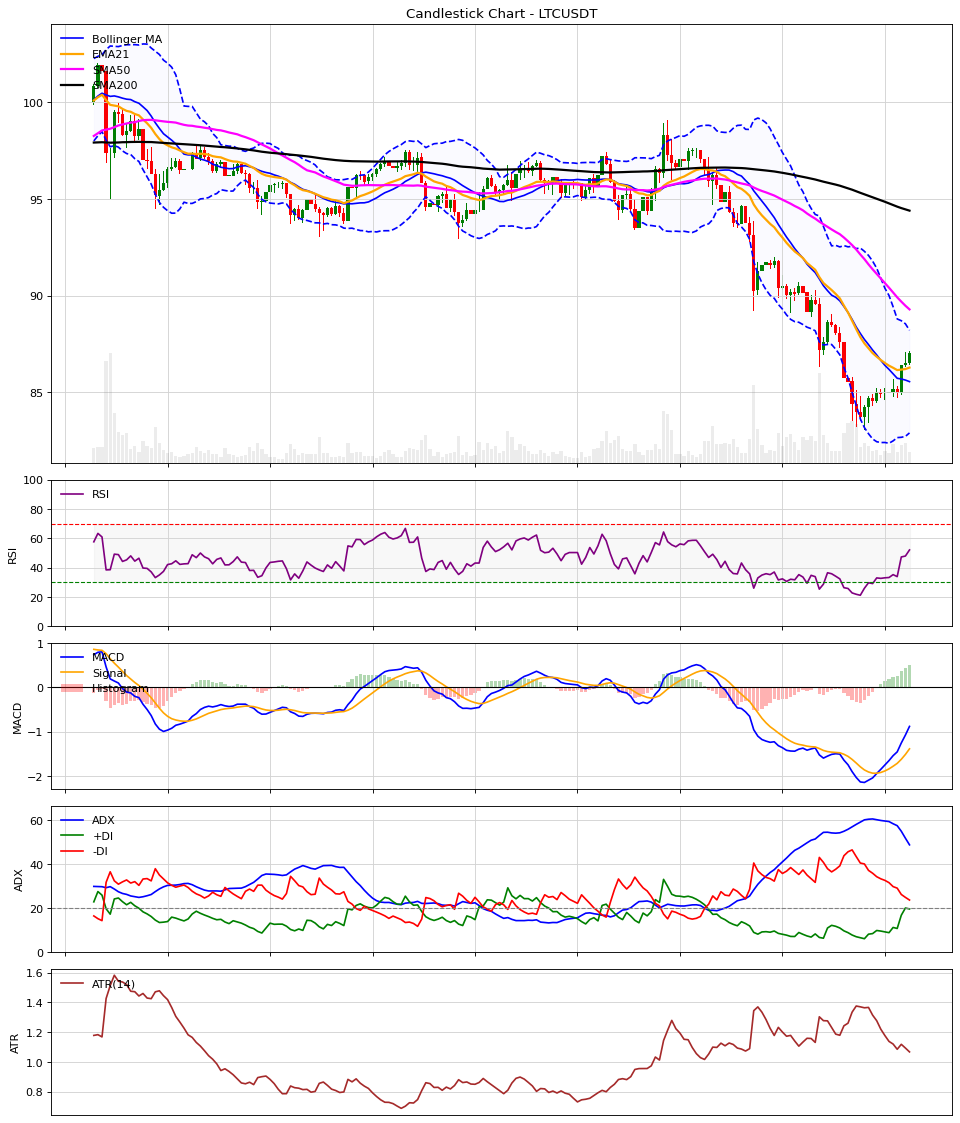 Candlestick Chart - LTCUSDT
Bollinger MA
EMA21
SMA50
SMA200
100
95
90
85
RSI
100
80
60
40
20
0
RSI
MACD
Signal
Histogram
1
0
−1
−2
MACD
ADX
+DI
-DI
60
40
20
0
ADX
ATR(14)
1.6
1.4
1.2
1.0
0.8
ATR